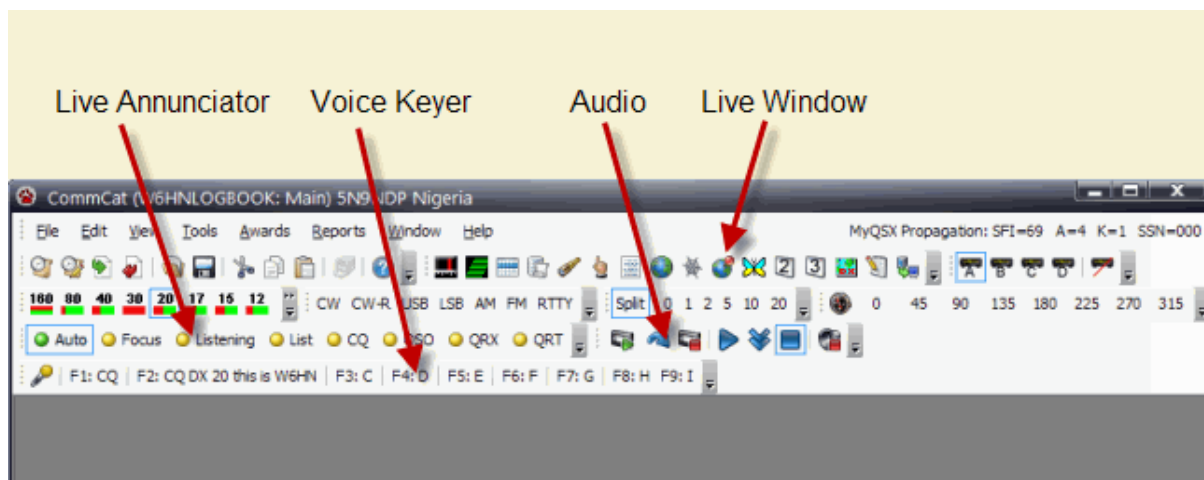 Live Annunciator Voice Keyer Audio Live Window
CommCat (W6HNLOGBOOK: Main) 5N9NDP Nigeria
File Edit View Tools Awards Reports Window Help MyQSX Propagation: SFI=69 A=4 K=1 SSN=000
2 3 A B C D
160 80 40 30 20 17 15 12 CW CW-R USB LSB AM FM RTTY Split 0 1 2 5 10 20 0 45 90 135 180 225 270 315
Auto Focus Listening List CQ QSO QRX QRT
F1: CQ F2: CQ DX 20 this is W6HN F3: C F4: D F5: E F6: F F7: G F8: H F9: I